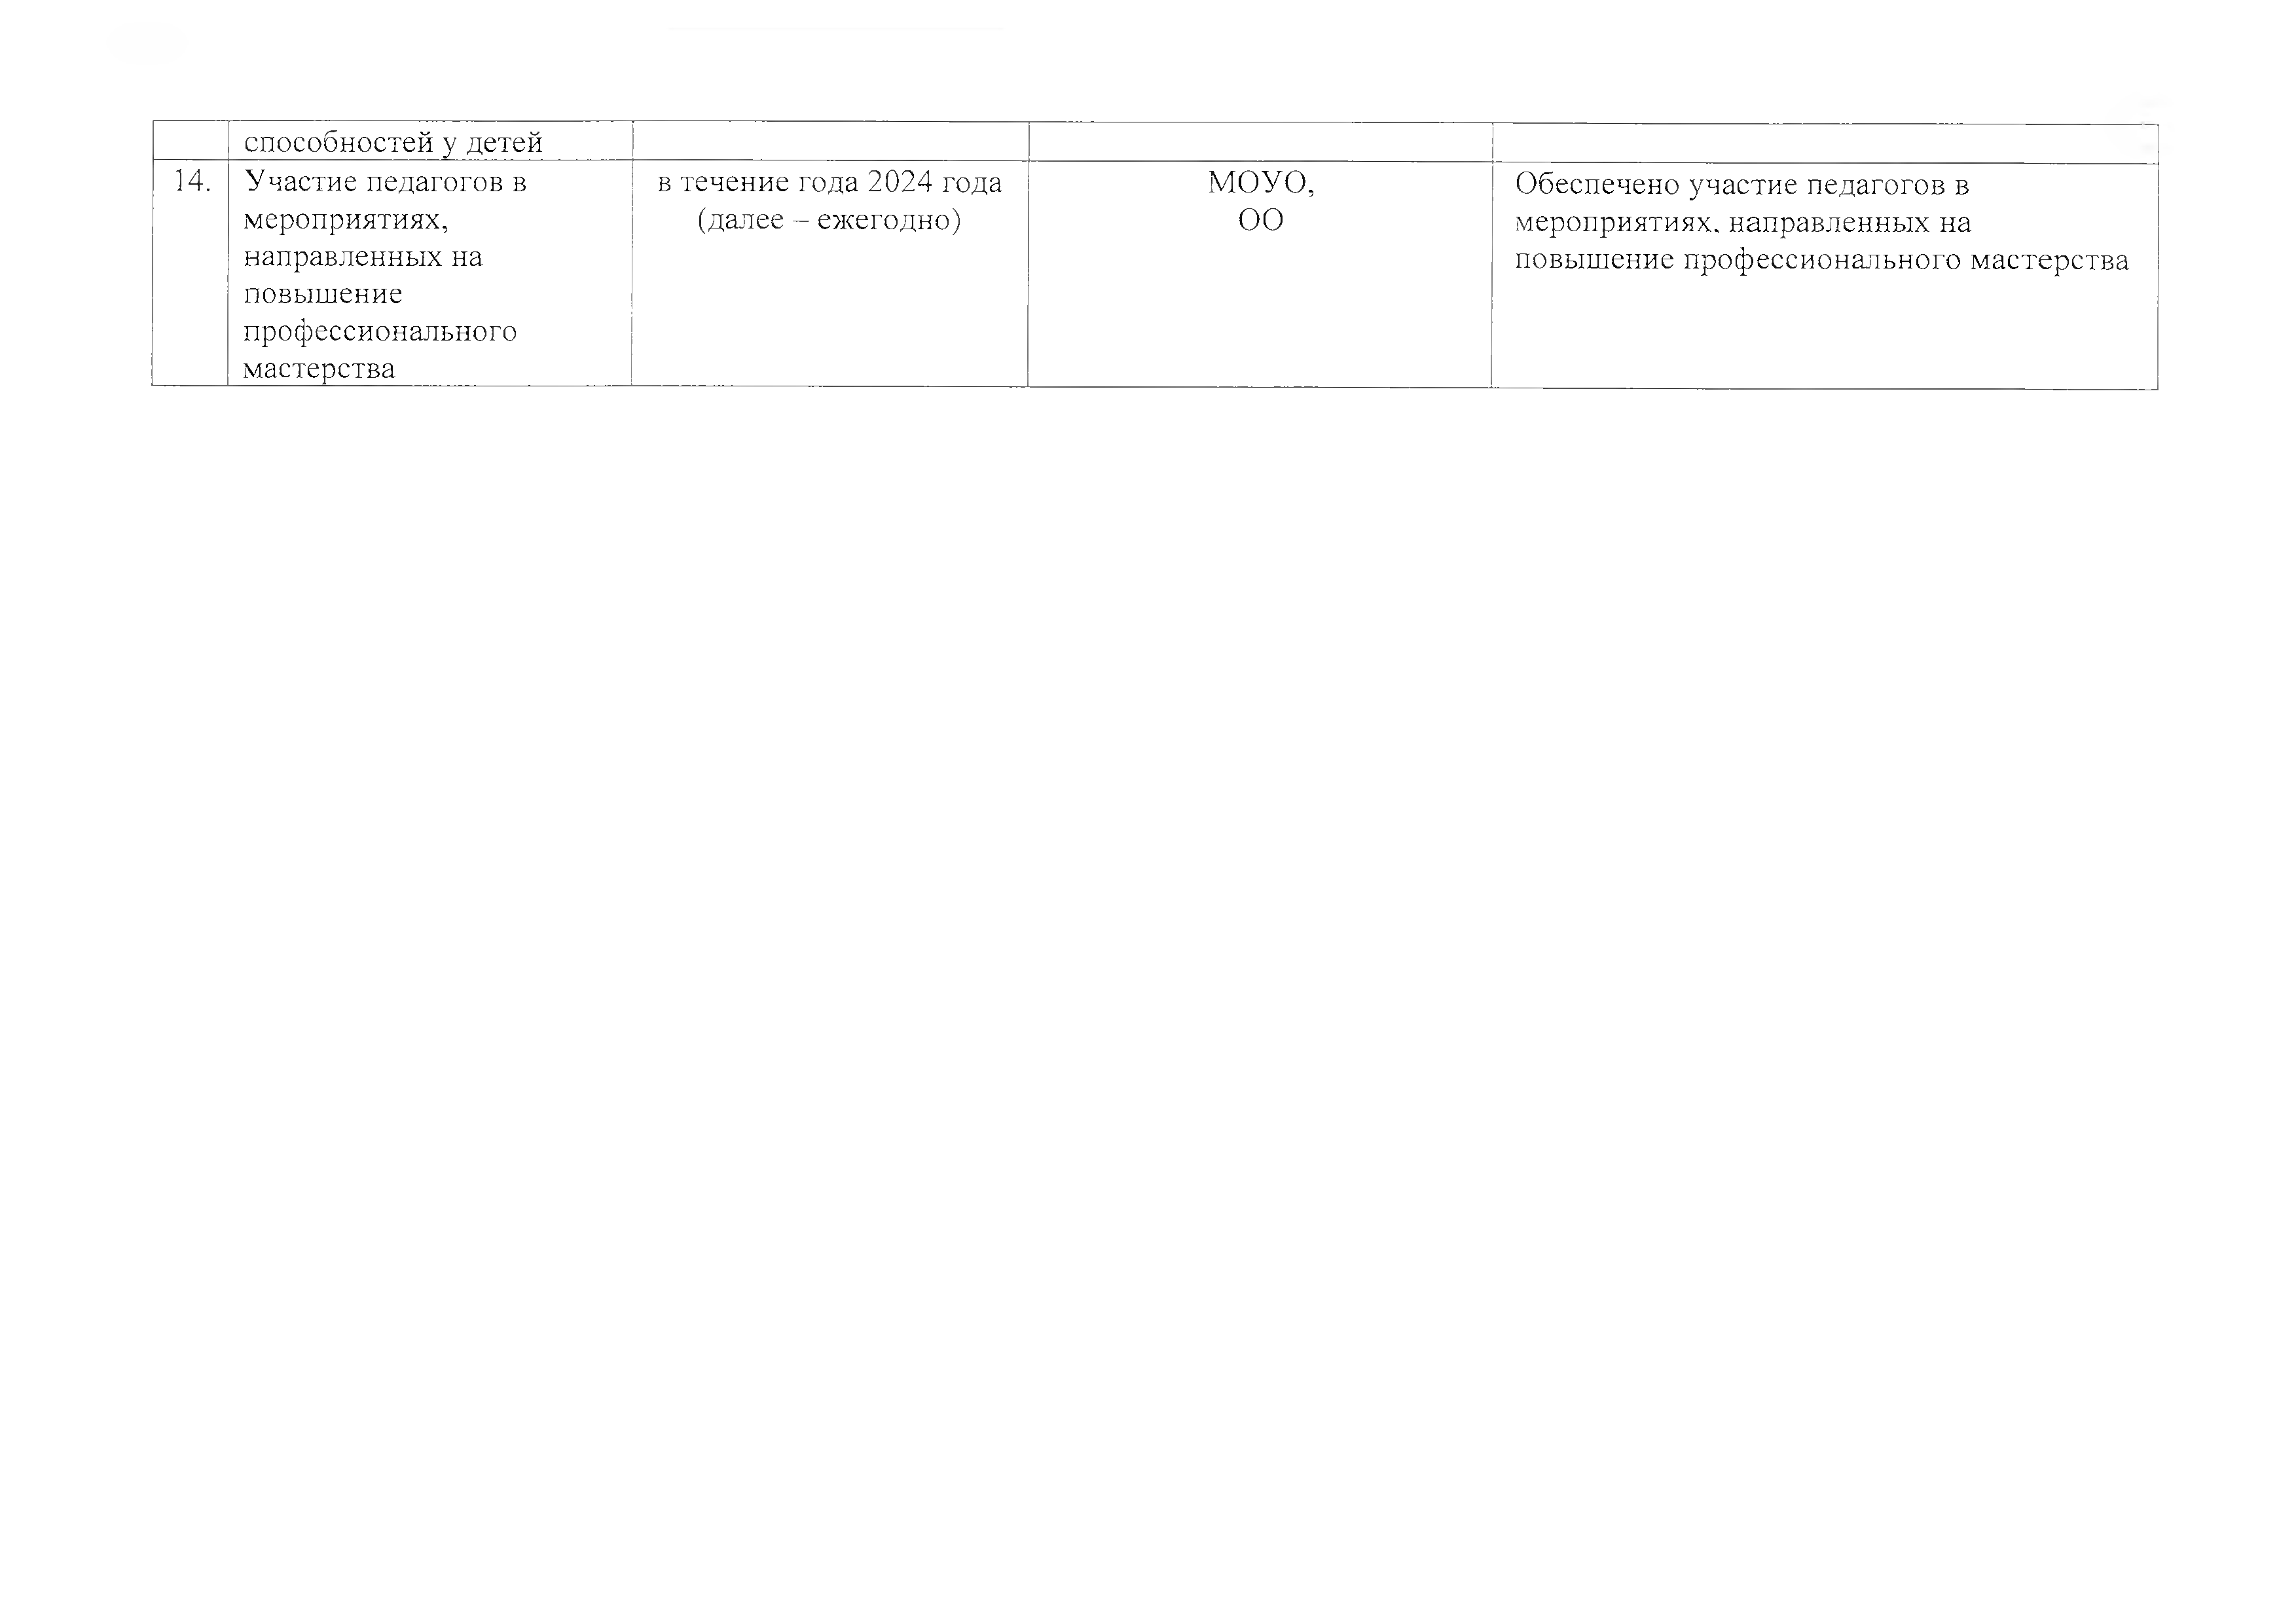 способностей у детей
14.
Участие педагогов в
мероприятиях,
направленных на
повышение
профессионального
мастерства
в течение года 2024 года
(далее – ежегодно)
МОУО,
ОО
Обеспечено участие педагогов в
мероприятиях, направленных на
повышение профессионального мастерства